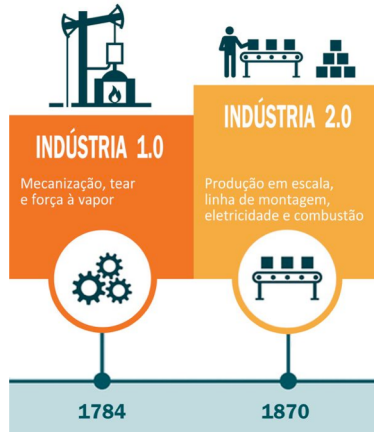 INDÚSTRIA 1.0
Mecanização, tear
e força à vapor
1784
INDÚSTRIA 2.0
Produção em escala,
linha de montagem,
eletricidade e combustão
1870